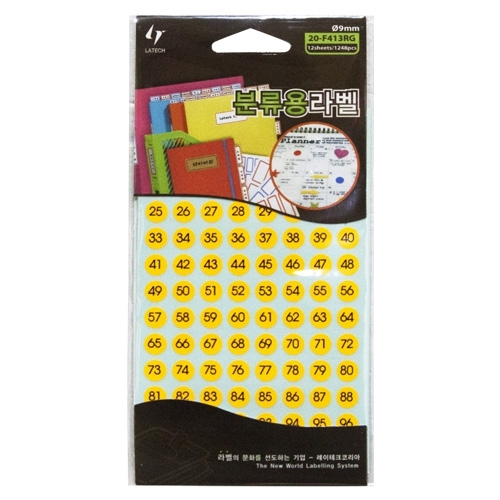 LATECH
Ø9mm
20-F413RG
12sheets/1248pcs
분류용라벨
Planner
25 26 27 28 29
33 34 35 36 37 38 39 40
41 42 43 44 45 46 47 48
49 50 51 52 53 54 55 56
57 58 59 60 61 62 63 64
65 66 67 68 69 70 71 72
73 74 75 76 77 78 79 80
81 82 83 84 85 86 87 88
93 94 95 96
라벨의 문화를 선도하는 기업 - 레이테크코리아
The New World Labelling System